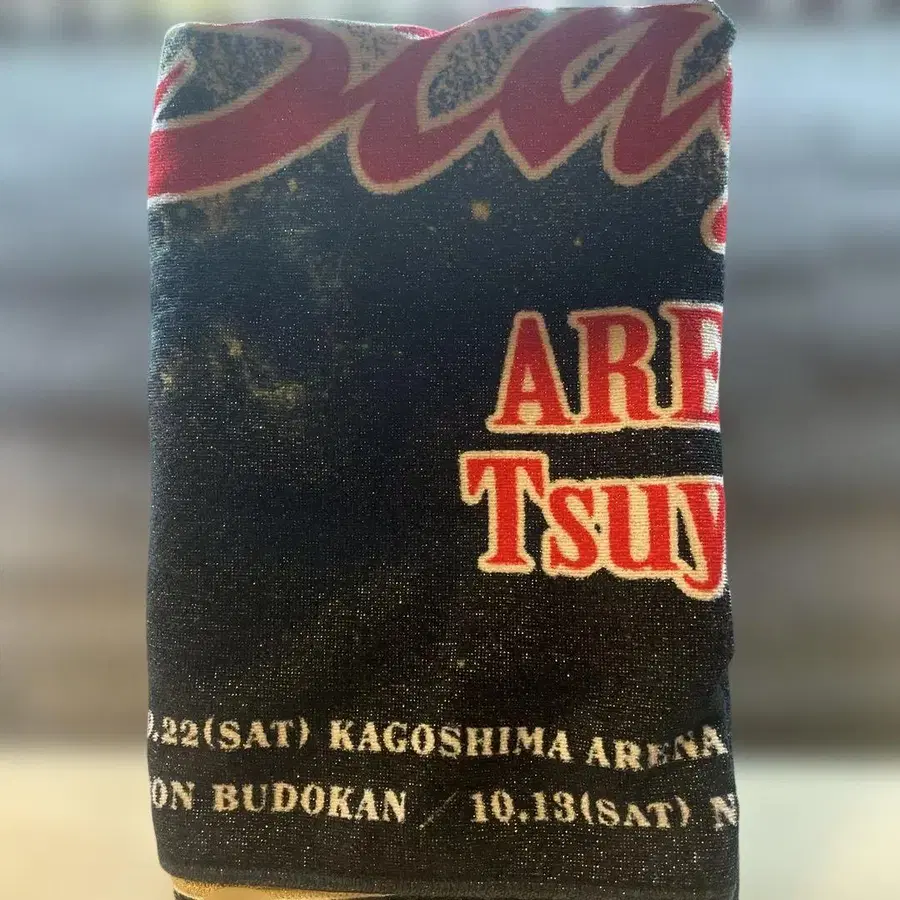 ARE
Tsuy
.22(SAT) KAGOSHIMA ARENA
ON BUDOKAN / 10.13(SAT) N